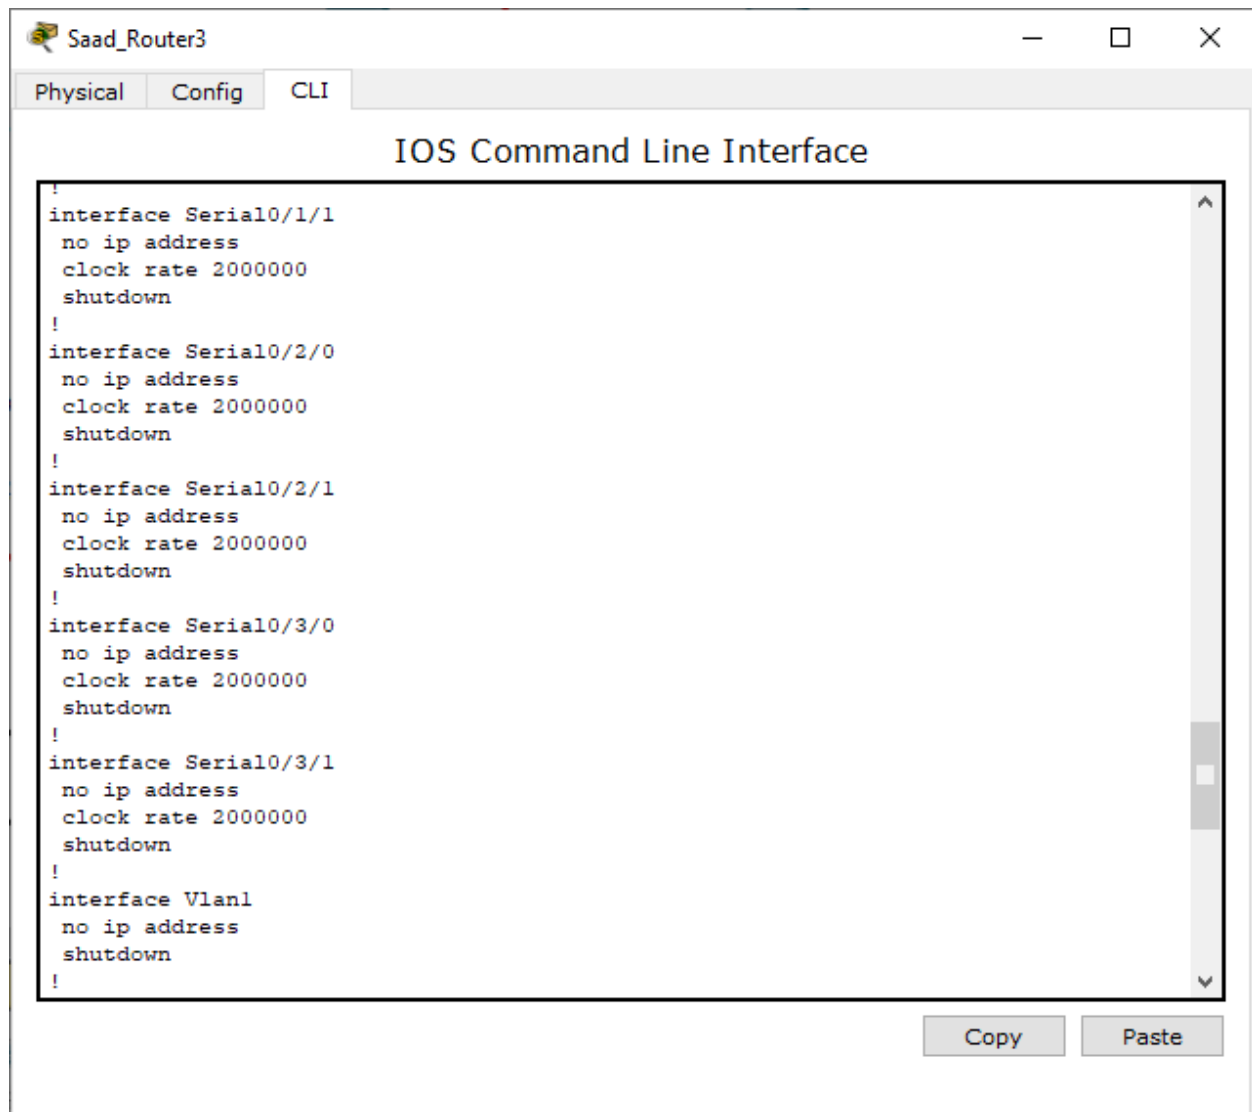 Saad_Router3
Physical Config CLI
IOS Command Line Interface
!
interface Serial0/1/1
 no ip address
 clock rate 2000000
 shutdown
!
interface Serial0/2/0
 no ip address
 clock rate 2000000
 shutdown
!
interface Serial0/2/1
 no ip address
 clock rate 2000000
 shutdown
!
interface Serial0/3/0
 no ip address
 clock rate 2000000
 shutdown
!
interface Serial0/3/1
 no ip address
 clock rate 2000000
 shutdown
!
interface Vlan1
 no ip address
 shutdown
!
Copy Paste